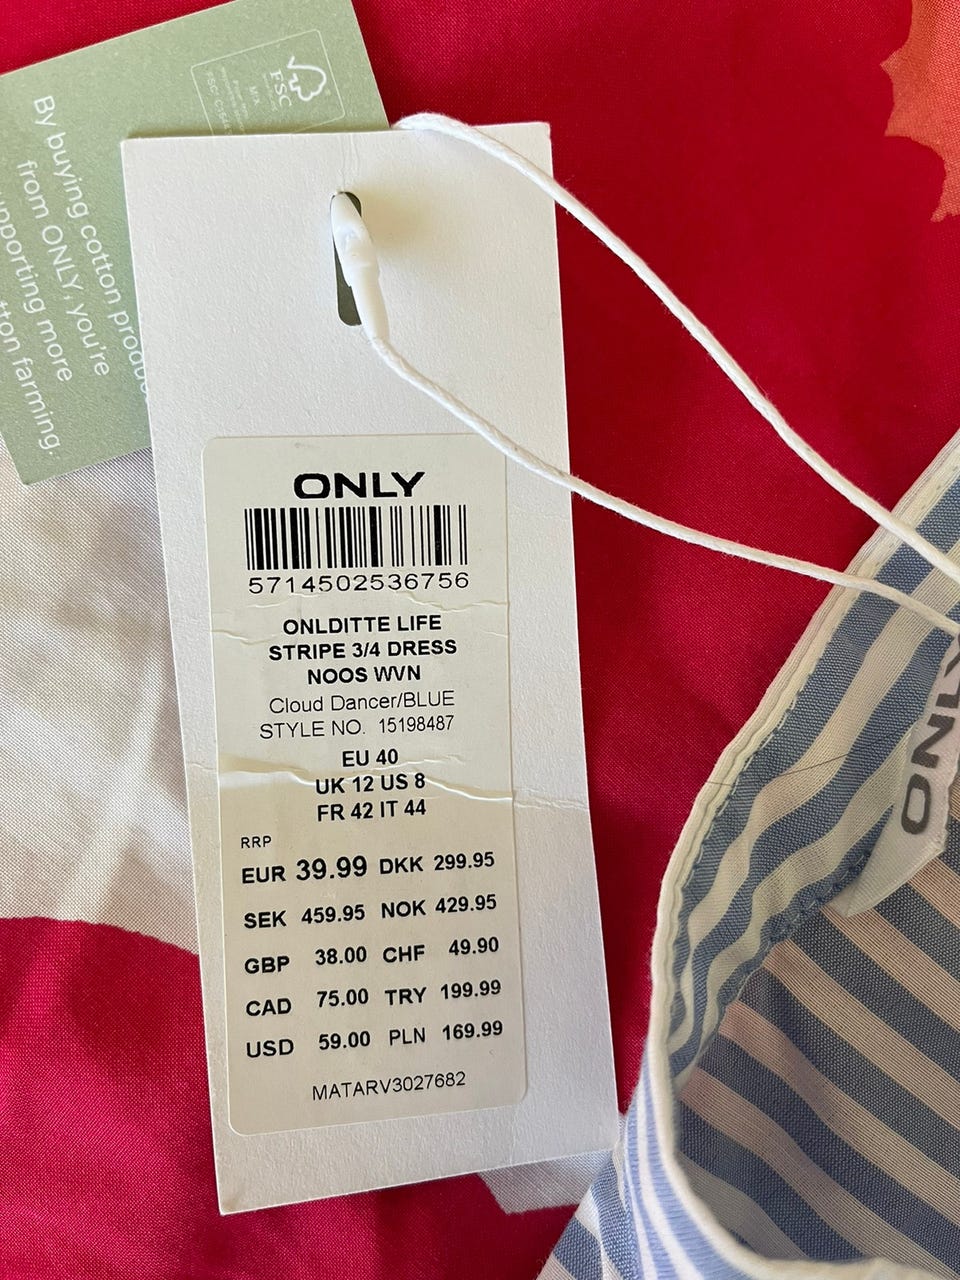 FSC
By buying cotton
from ONLY, you're
more
farming.
ONLY
5714502536756
ONLDITTE LIFE
STRIPE 3/4 DRESS
NOOS WVN
Cloud Dancer/BLUE
STYLE NO. 15198487
EU 40
UK 12 US 8
FR 42 IT 44
RRP
EUR 39.99 DKK 299.95
SEK 459.95 NOK 429.95
GBP 38.00 CHF 49.90
CAD 75.00 TRY 199.99
USD 59.00 PLN 169.99
MATARV3027682
ONLY